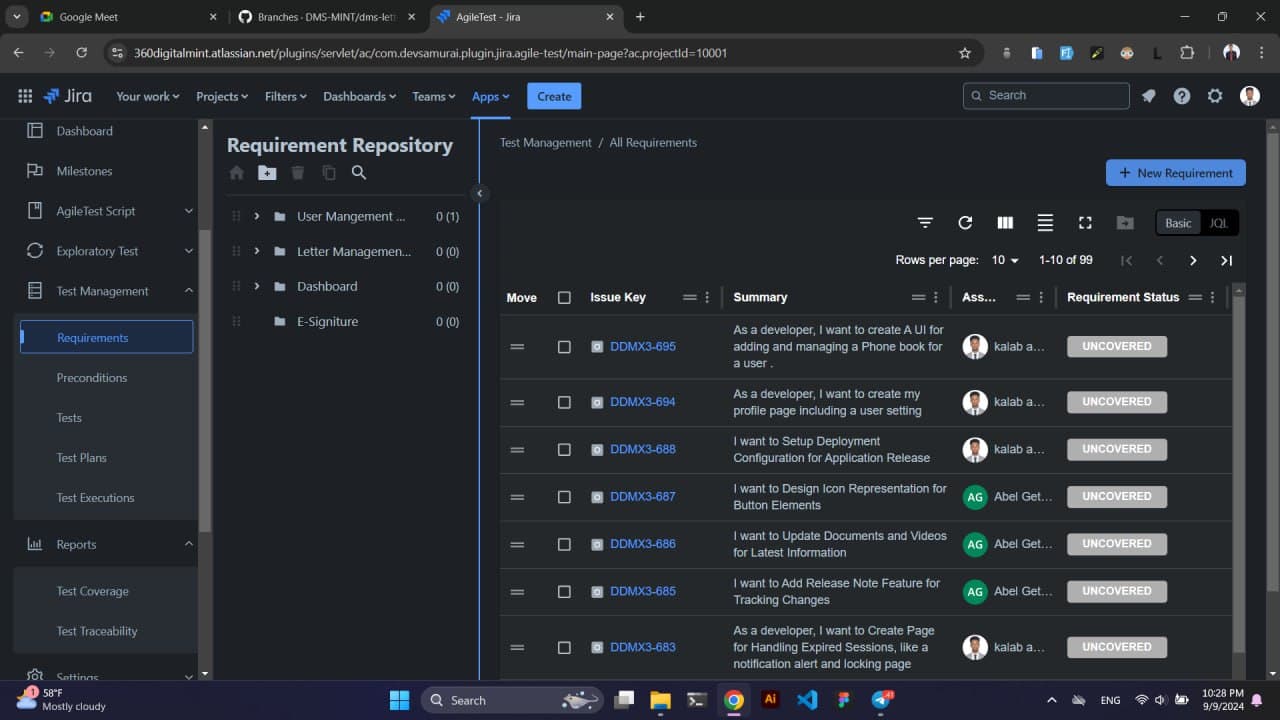 Google Meet
Branches · DMS-MINT/dms-lett
AgileTest - Jira
360digitalmint.atlassian.net/plugins/servlet/ac/com.devsamurai.plugin.jira.agile-test/main-page?ac.projectId=10001
Jira
Your work
Projects
Filters
Dashboards
Teams
Apps
Create
Search
Dashboard
Milestones
AgileTest Script
Exploratory Test
Test Management
Requirements
Preconditions
Tests
Test Plans
Test Executions
Reports
Test Coverage
Test Traceability
Settings
Requirement Repository
User Mangement ... 0 (1)
Letter Managemen... 0 (0)
Dashboard 0 (0)
E-Signiture 0 (0)
Test Management / All Requirements
+ New Requirement
Basic JQL
Rows per page: 10 1-10 of 99
Move Issue Key Summary Ass... Requirement Status
DDMX3-695
As a developer, I want to create A UI for
adding and managing a Phone book for
a user .
kalab a...
UNCOVERED
DDMX3-694
As a developer, I want to create my
profile page including a user setting
kalab a...
UNCOVERED
DDMX3-688
I want to Setup Deployment
Configuration for Application Release
kalab a...
UNCOVERED
DDMX3-687
I want to Design Icon Representation for
Button Elements
AG Abel Get...
UNCOVERED
DDMX3-686
I want to Update Documents and Videos
for Latest Information
AG Abel Get...
UNCOVERED
DDMX3-685
I want to Add Release Note Feature for
Tracking Changes
AG Abel Get...
UNCOVERED
DDMX3-683
As a developer, I want to Create Page
for Handling Expired Sessions, like a
notification alert and locking page
kalab a...
UNCOVERED
1
58°F
Mostly cloudy
Search
Ai
41
ENG
10:28 PM
9/9/2024